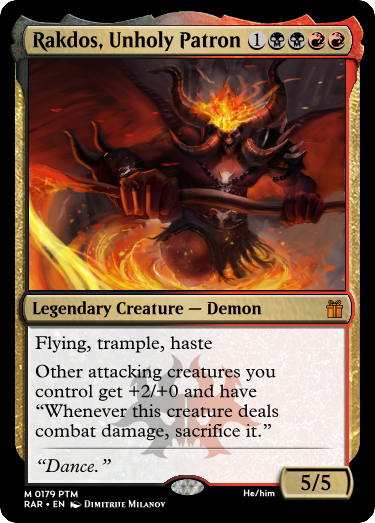 Rakdos, Unholy Patron 1
Legendary Creature — Demon
Flying, trample, haste
Other attacking creatures you
control get +2/+0 and have
“Whenever this creature deals
combat damage, sacrifice it.”
“Dance.”
5/5
M 0179 PTM
RAR • EN DIMITRIJE MILANOV
He/him